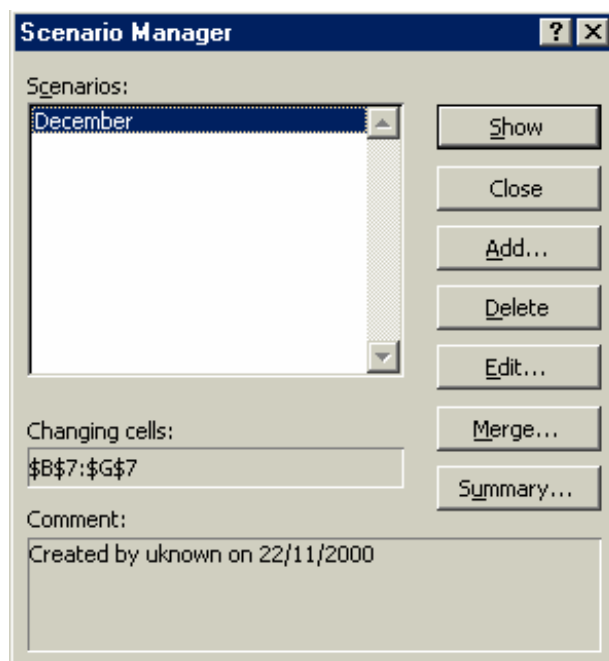 Scenario Manager
Scenarios:
December
Show
Close
Add...
Delete
Edit...
Merge...
Summary...
Changing cells:
$B$7:$G$7
Comment:
Created by uknown on 22/11/2000